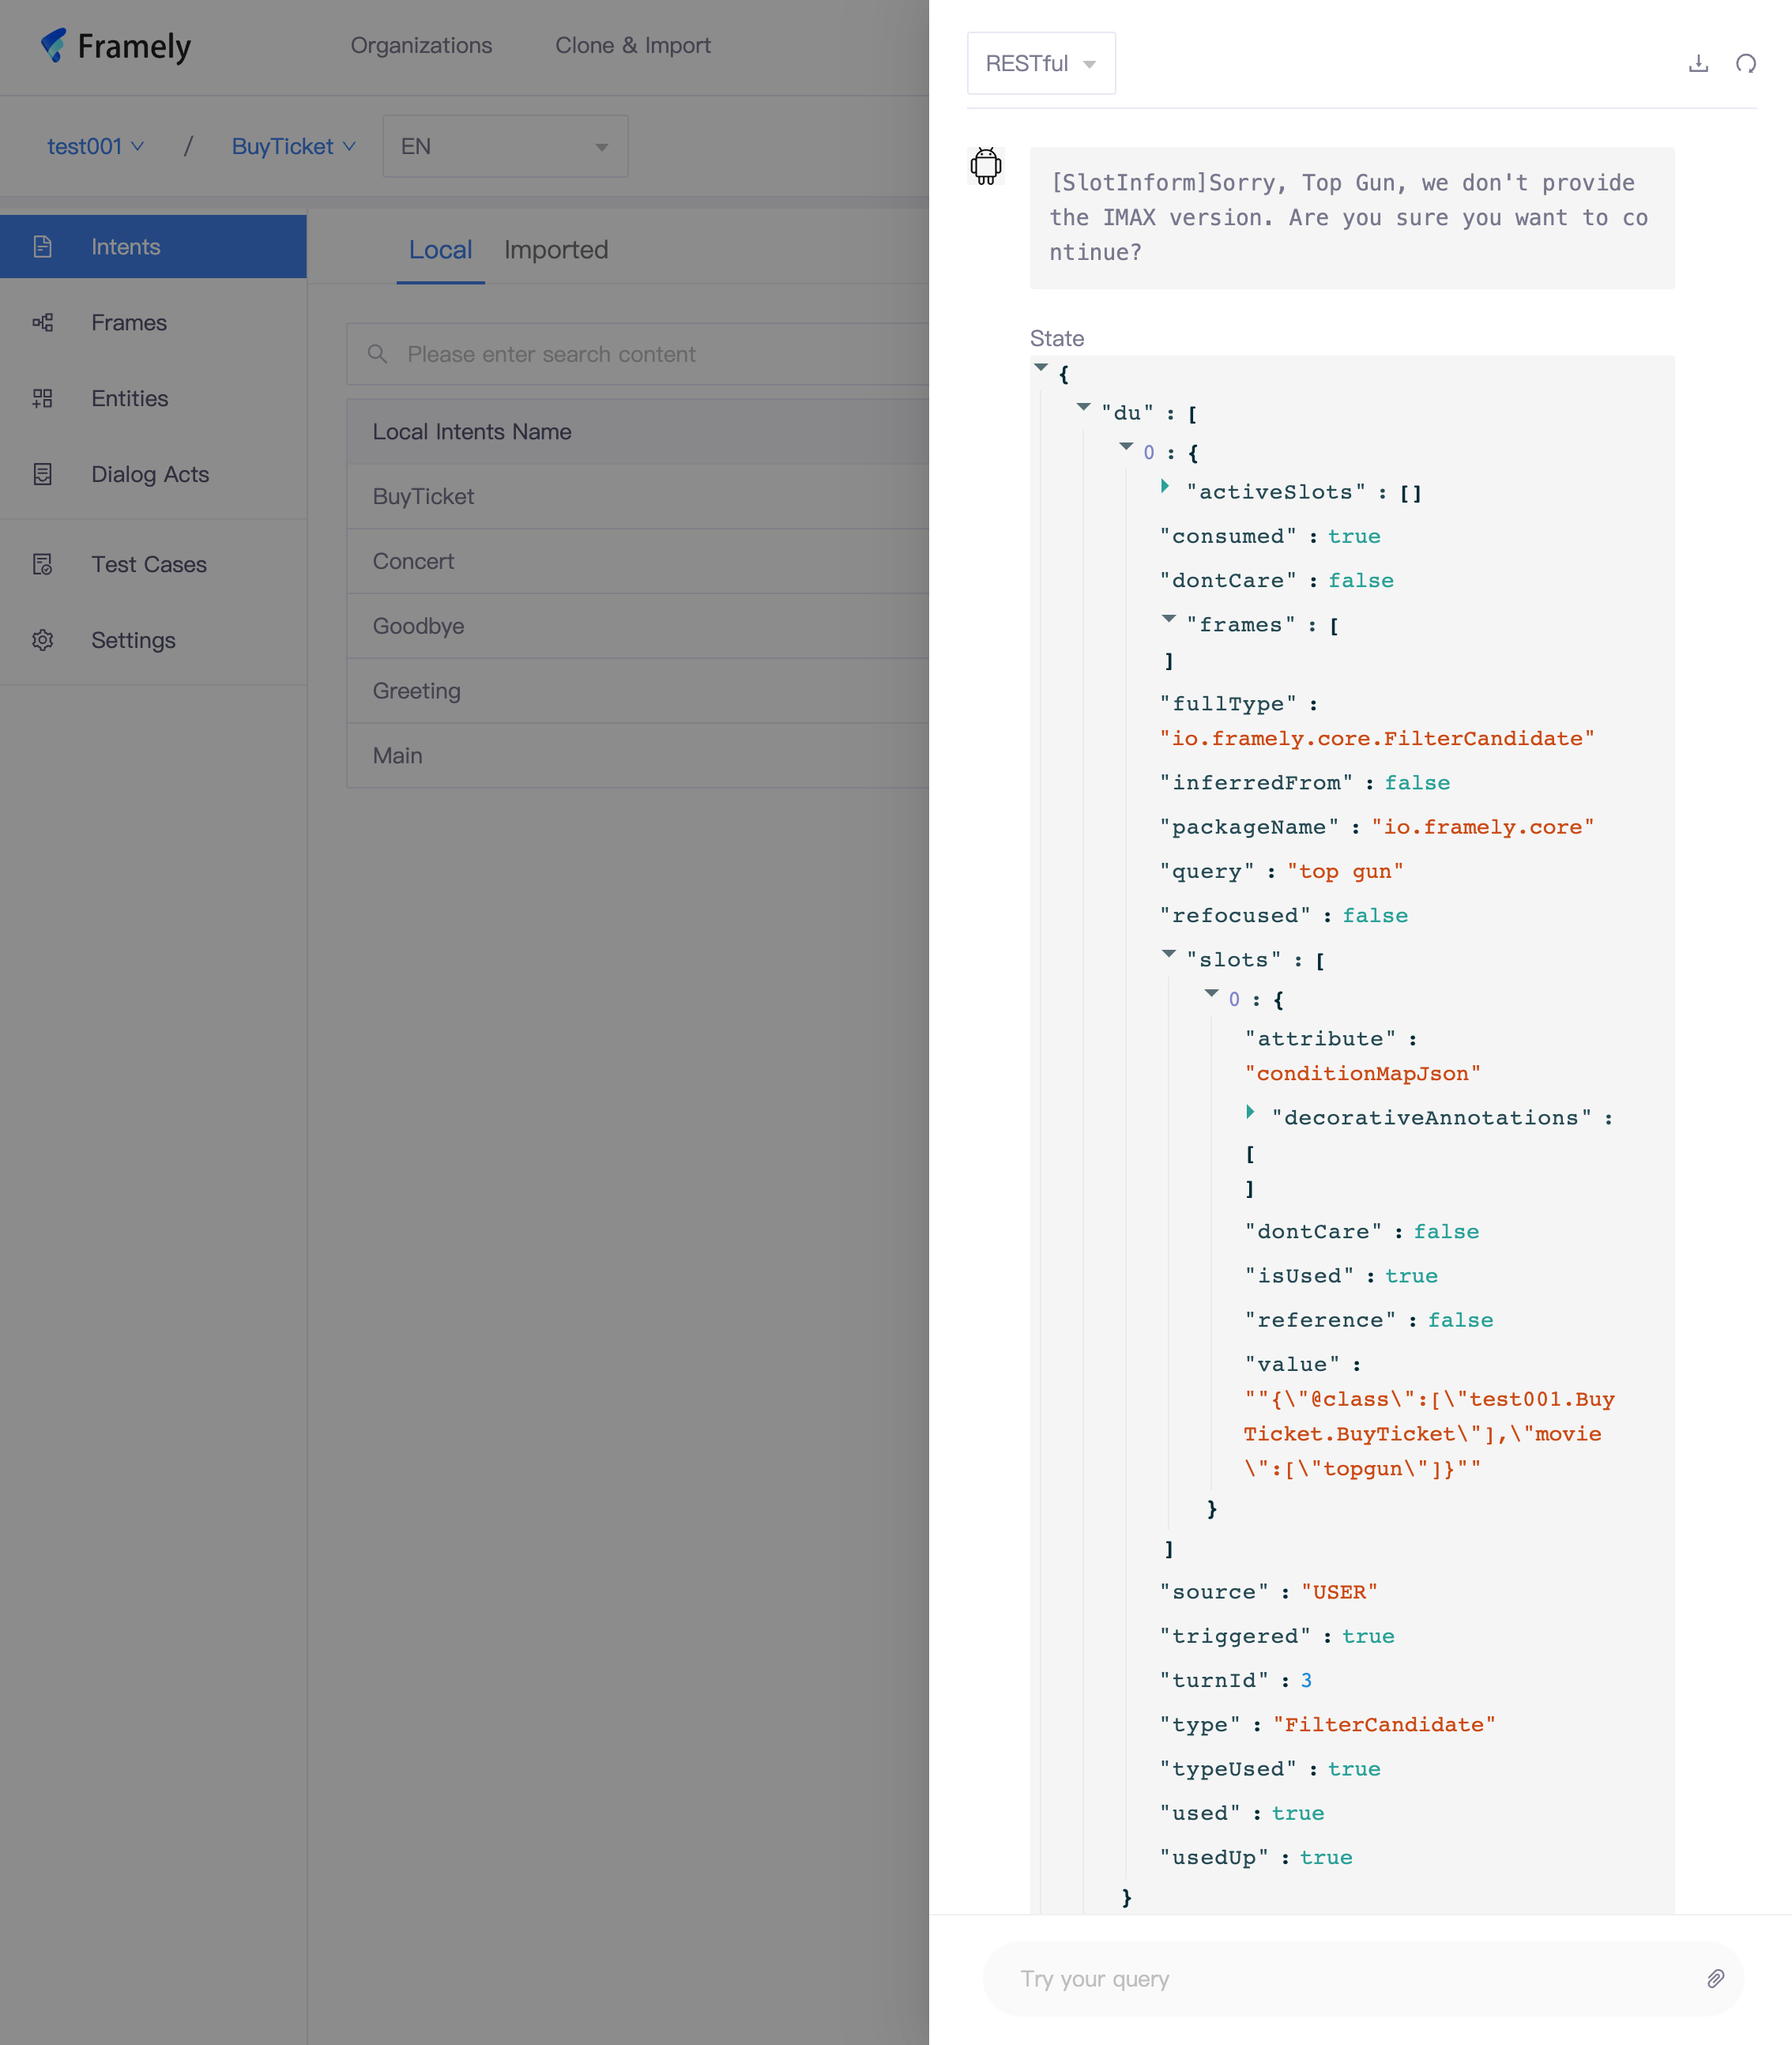 Framely
Organizations
Clone & Import
test001
/
BuyTicket
EN
Intents
Frames
Entities
Dialog Acts
Test Cases
Settings
Local
Imported
Please enter search content
Local Intents Name
BuyTicket
Concert
Goodbye
Greeting
Main
RESTful
[SlotInform]Sorry, Top Gun, we don't provide
the IMAX version. Are you sure you want to co
ntinue?
State
{
"du" : [
0 : {
"activeSlots" : []
"consumed" : true
"dontCare" : false
"frames" : [
]
"fullType" :
"io.framely.core.FilterCandidate"
"inferredFrom" : false
"packageName" : "io.framely.core"
"query" : "top gun"
"refocused" : false
"slots" : [
0 : {
"attribute" :
"conditionMapJson"
"decorativeAnnotations" :
[
]
"dontCare" : false
"isUsed" : true
"reference" : false
"value" :
""{\"@class\":[\"test001.Buy
Ticket.BuyTicket\"],\"movie
\":[\"topgun\"]}""
}
]
"source" : "USER"
"triggered" : true
"turnId" : 3
"type" : "FilterCandidate"
"typeUsed" : true
"used" : true
"usedUp" : true
}
Try your query